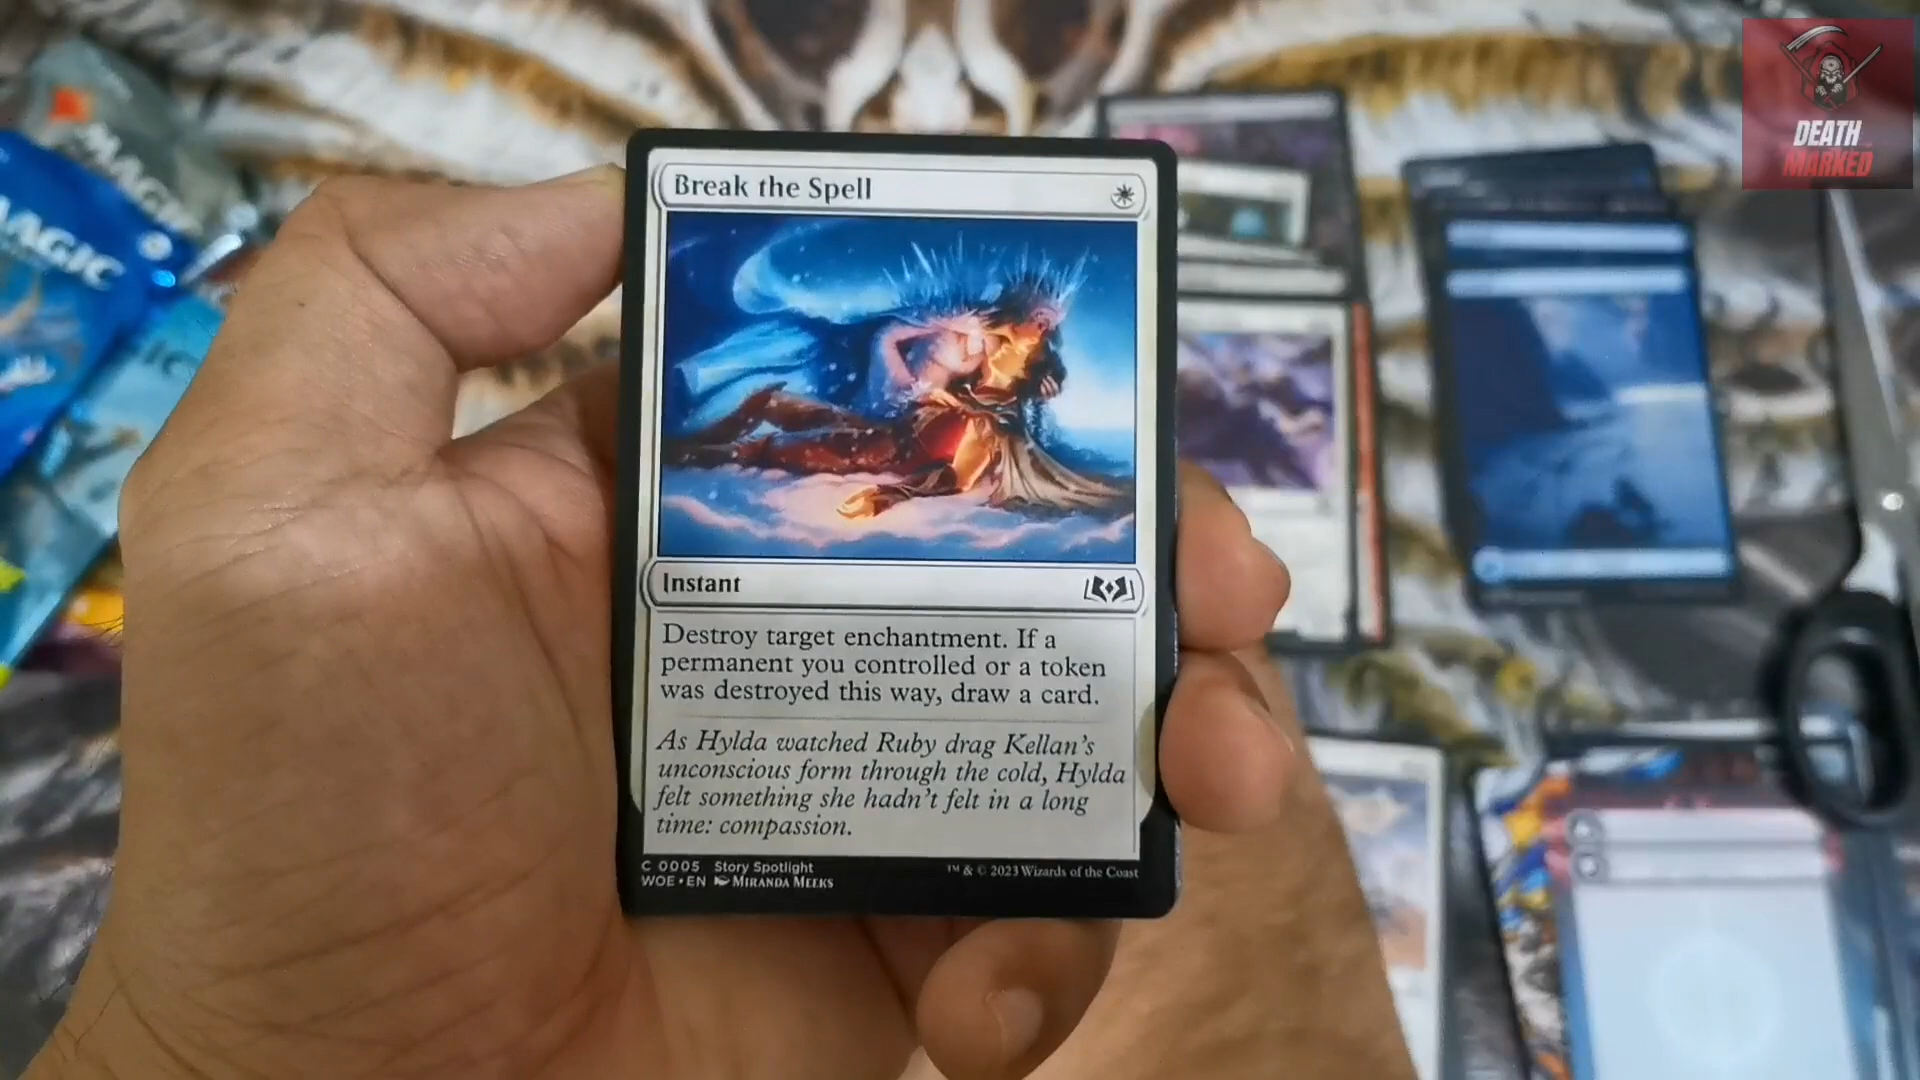 MAGIC
MAGIC
DEATH
MARKED
Break the Spell
Instant
Destroy target enchantment. If a
permanent you controlled or a token
was destroyed this way, draw a card.
As Hylda watched Ruby drag Kellan's
unconscious form through the cold, Hylda
felt something she hadn't felt in a long
time: compassion.
C 0005 Story Spotlight
WOE • EN MIRANDA MEEKS
™ & © 2023 Wizards of the Coast